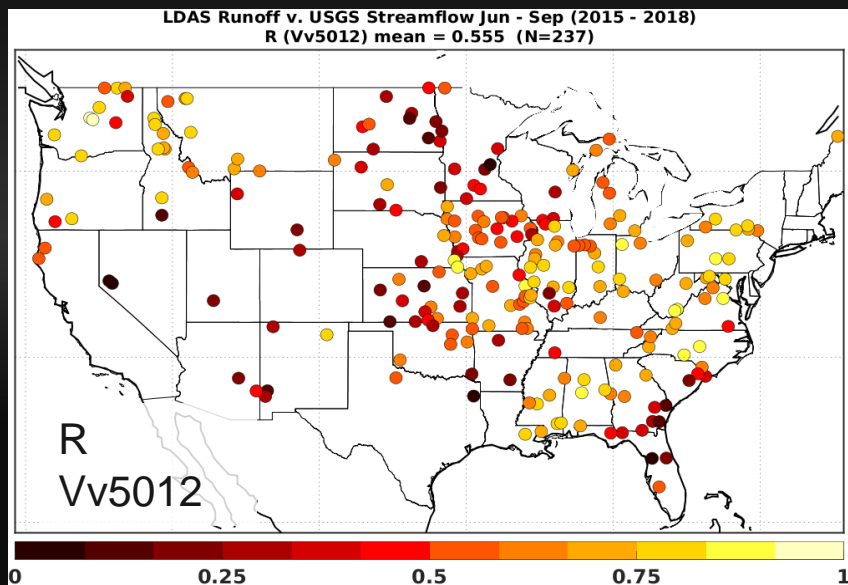 LDAS Runoff v. USGS Streamflow Jun - Sep (2015 - 2018)
R (Vv5012) mean = 0.555 (N=237)
R
Vv5012
0 0.25 0.5 0.75 1